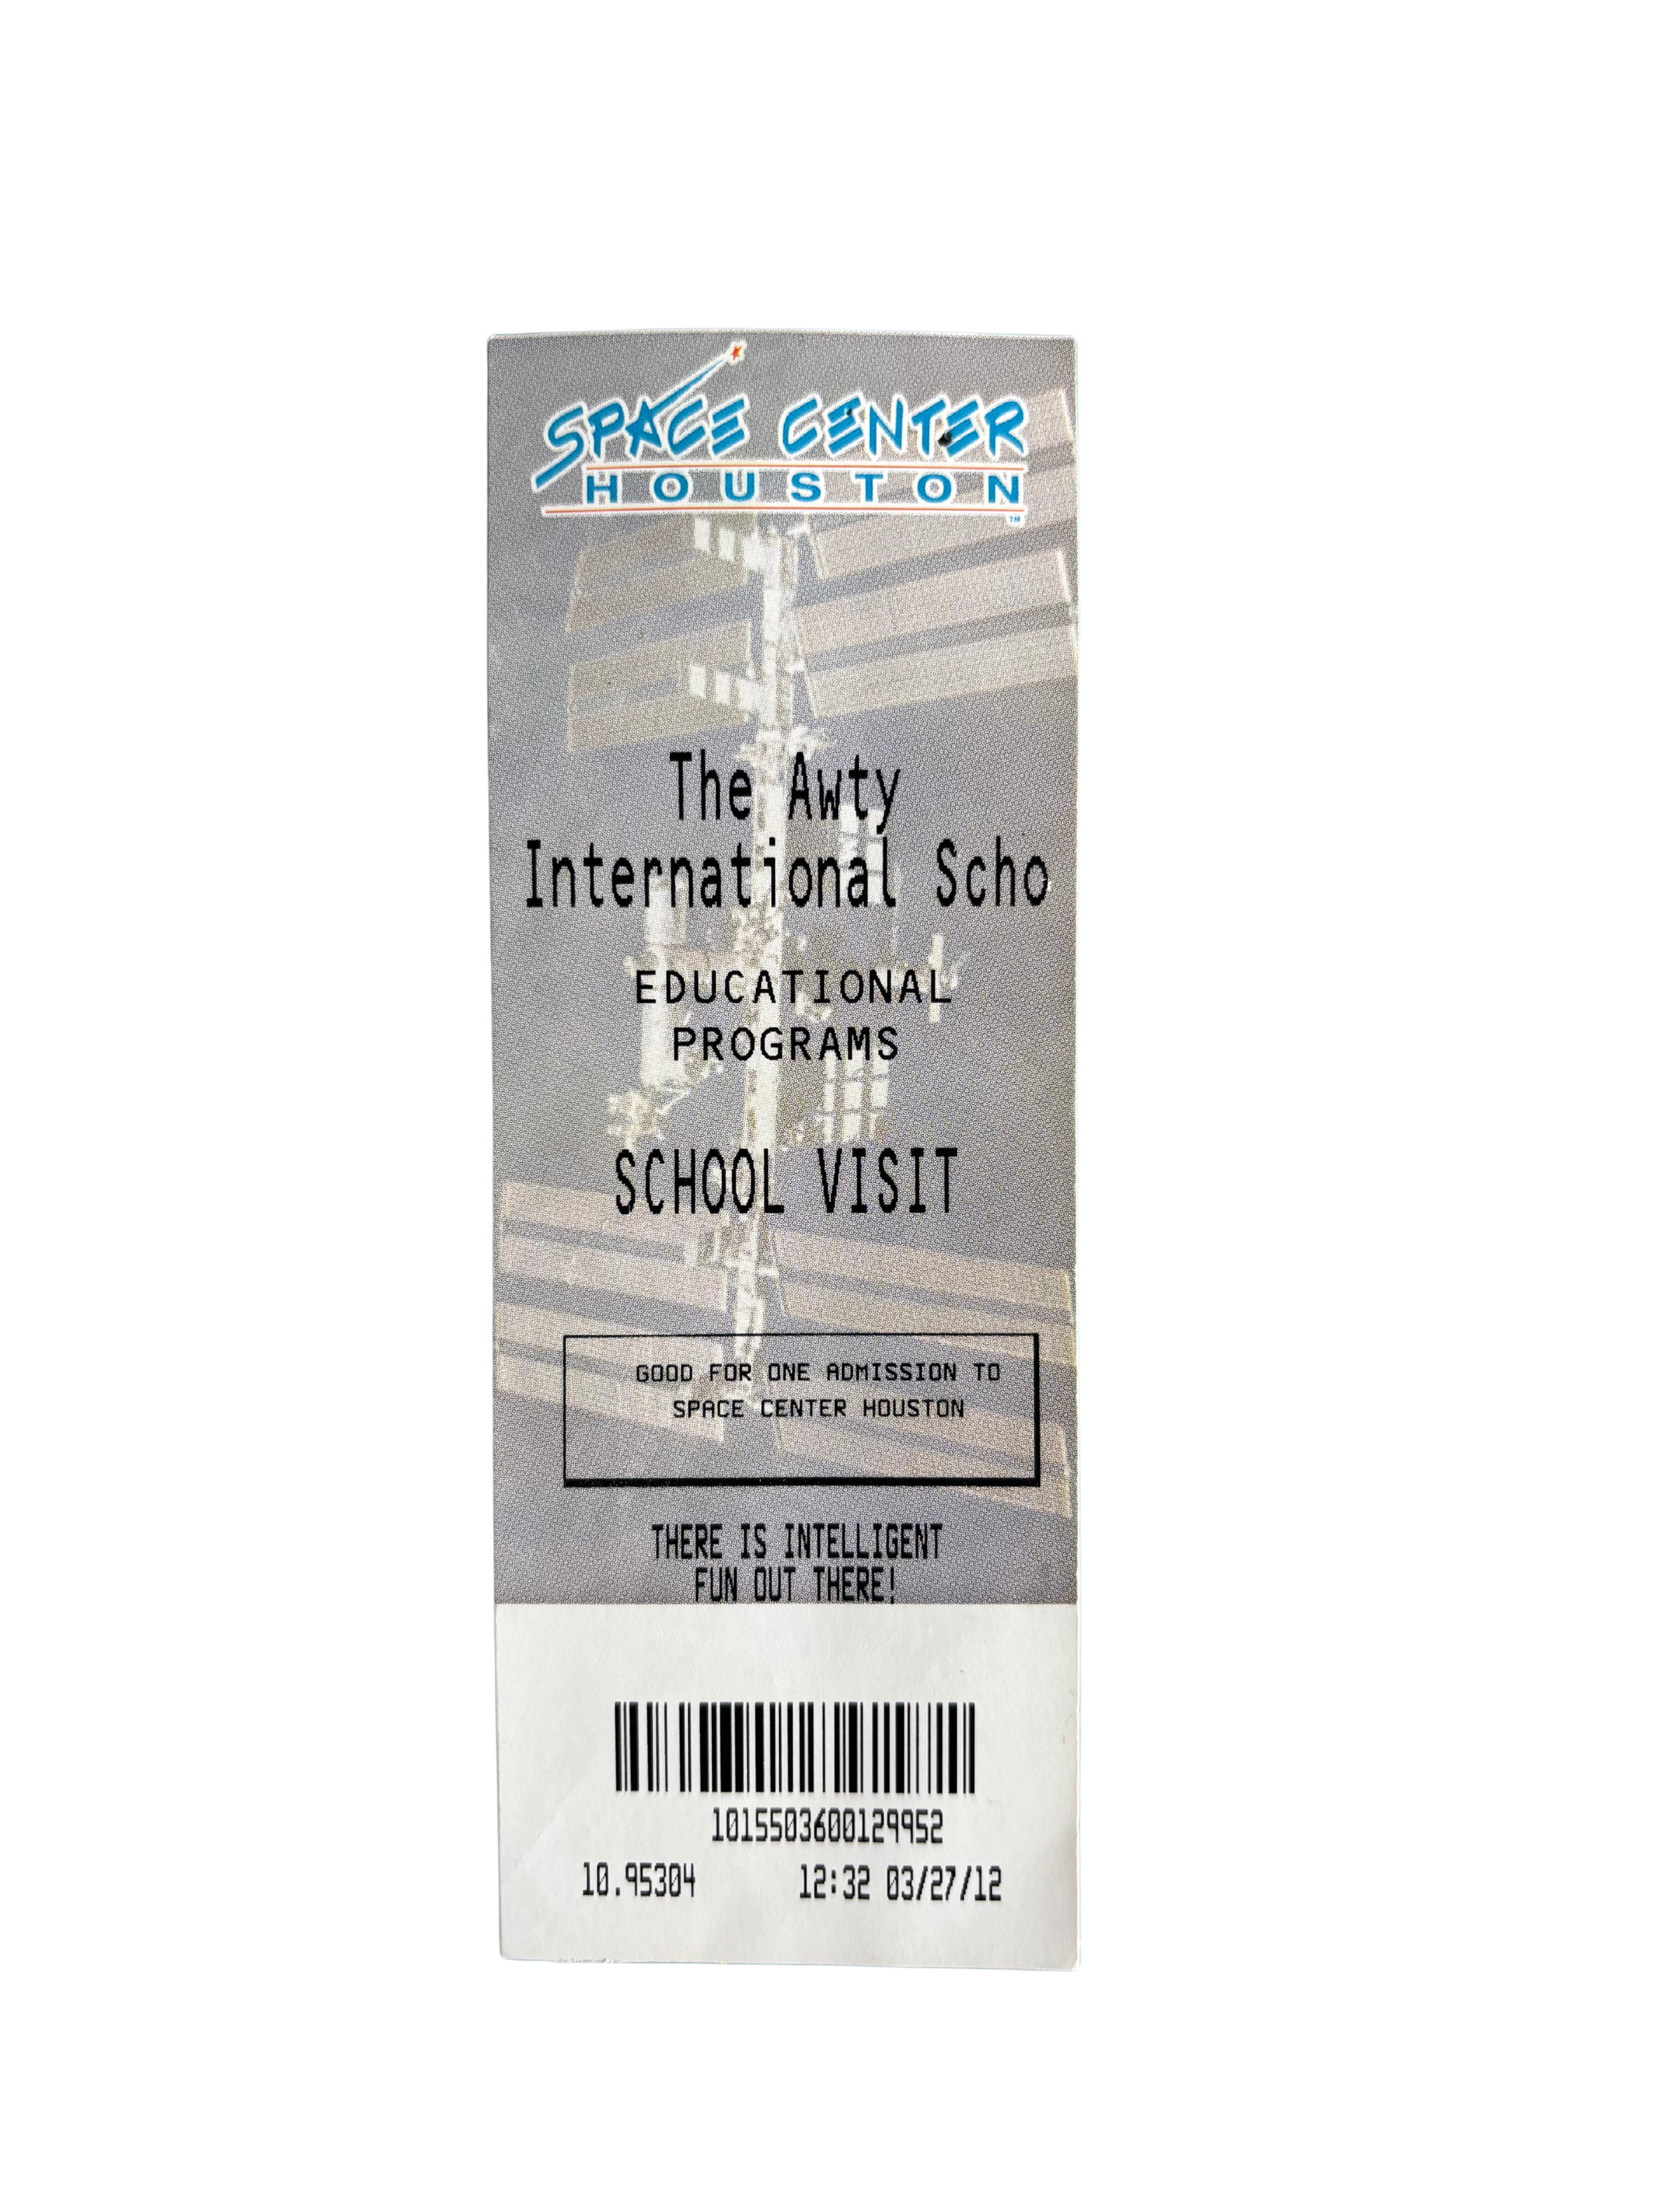 SPACE CENTER
HOUSTON
TM
The Awty
International Scho
EDUCATIONAL
PROGRAMS
SCHOOL VISIT
GOOD FOR ONE ADMISSION TO
SPACE CENTER HOUSTON
THERE IS INTELLIGENT
FUN OUT THERE!
1015503600129952
10.95304 12:32 03/27/12